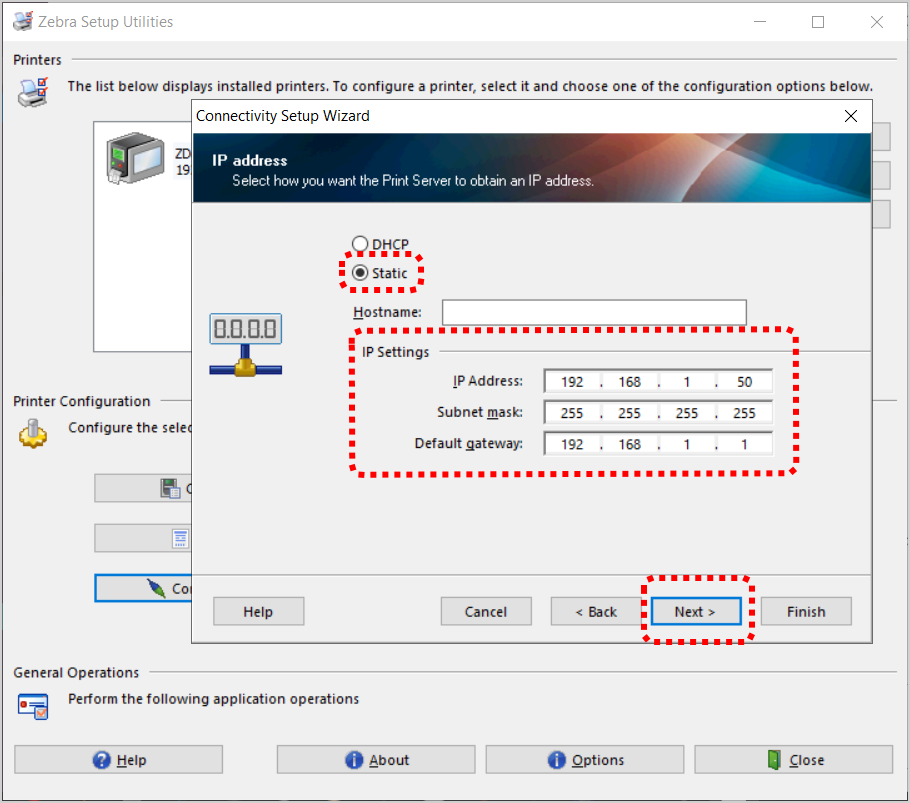 Zebra Setup Utilities
Printers
The list below displays installed printers. To configure a printer, select it and choose one of the configuration options below.
Connectivity Setup Wizard
ZD
19
IP address
Select how you want the Print Server to obtain an IP address.
DHCP
Static
Hostname:
0.0.0.0
IP Settings
IP Address: 192 . 168 . 1 . 50
Subnet mask: 255 . 255 . 255 . 255
Default gateway: 192 . 168 . 1 . 1
Printer Configuration
Configure the selec
Co
Help
Cancel
< Back
Next >
Finish
General Operations
Perform the following application operations
Help
About
Options
Close